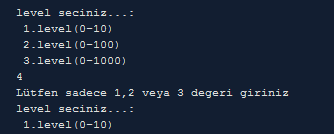 level seciniz...:
1.level(0-10)
2.level(0-100)
3.level(0-1000)
4
Lütfen sadece 1,2 veya 3 degeri giriniz
level seciniz...:
1.level(0-10)